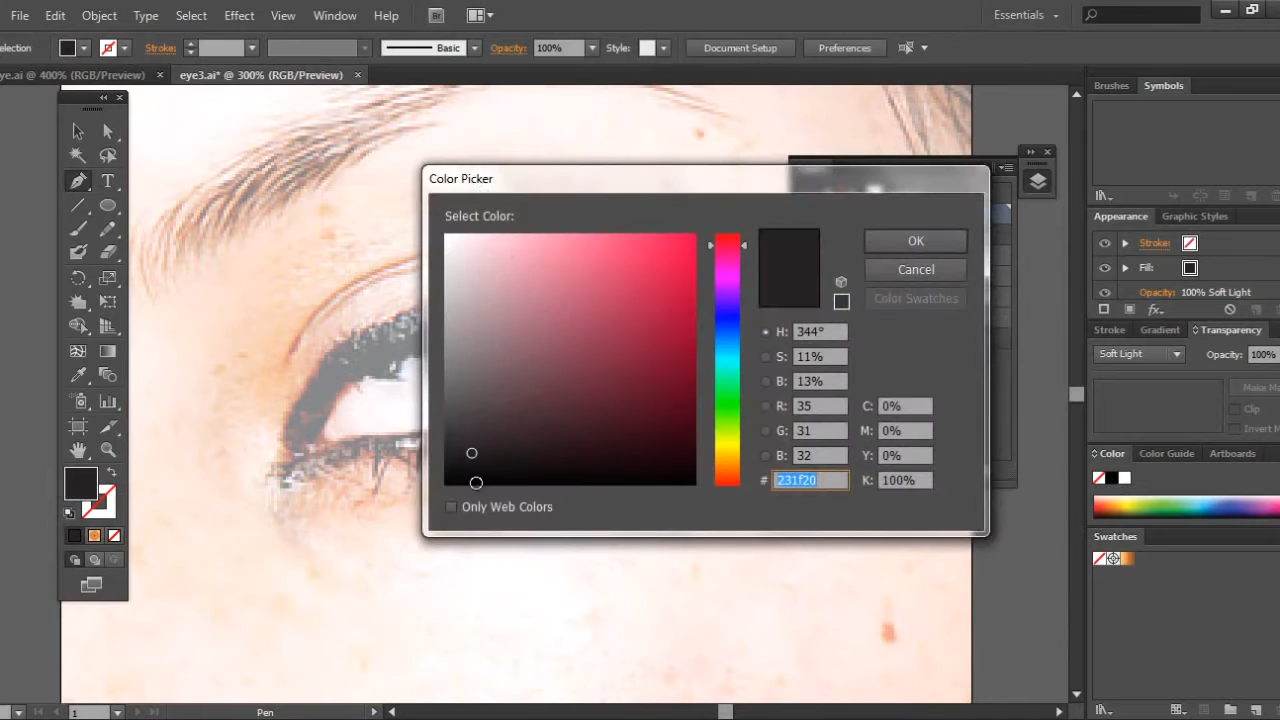 File Edit Object Type Select Effect View Window Help Br Essentials
election Stroke: Basic Opacity: 100% Style: Document Setup Preferences
ye.ai @ 400% (RGB/Preview) × eye3.ai* @ 300% (RGB/Preview) ×
Brushes Symbols
Color Picker
Select Color:
OK
Cancel
Color Swatches
H: 344°
S: 11%
B: 13%
R: 35 C: 0%
G: 31 M: 0%
B: 32 Y: 0%
# 231f20 K: 100%
Only Web Colors
Appearance Graphic Styles
Stroke:
Fill:
Opacity: 100% Soft Light
fx
Stroke Gradient Transparency
Soft Light Opacity: 100%
Make Ma
Clip
Invert M
Color Color Guide Artboards
Swatches
1 Pen